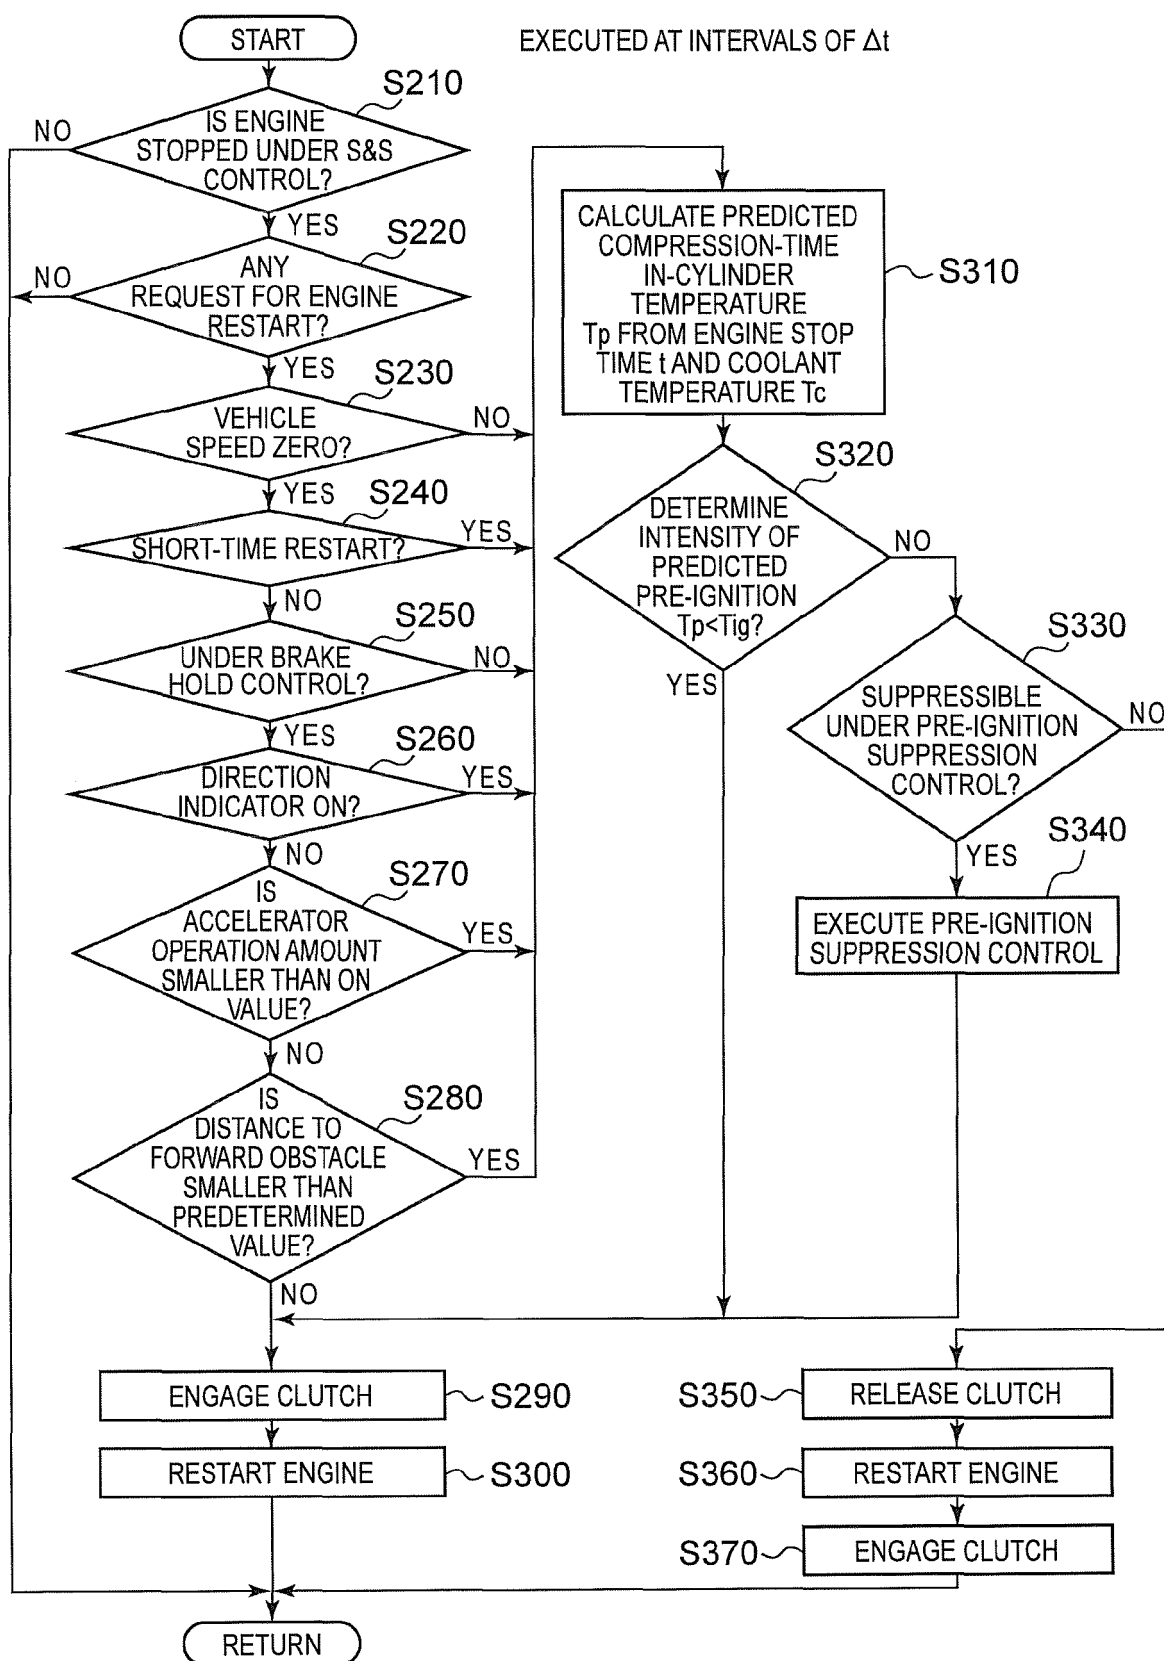 START
EXECUTED AT INTERVALS OF Δt
S210
NO
IS ENGINE
STOPPED UNDER S&S
CONTROL?
YES
S220
NO
ANY
REQUEST FOR ENGINE
RESTART?
YES
S230
VEHICLE
SPEED ZERO?
NO
YES
S240
SHORT-TIME RESTART?
YES
NO
S250
UNDER BRAKE
HOLD CONTROL?
NO
YES
S260
DIRECTION
INDICATOR ON?
YES
NO
S270
IS
ACCELERATOR
OPERATION AMOUNT
SMALLER THAN ON
VALUE?
YES
NO
S280
IS
DISTANCE TO
FORWARD OBSTACLE
SMALLER THAN
PREDETERMINED
VALUE?
YES
NO
ENGAGE CLUTCH
S290
RESTART ENGINE
S300
CALCULATE PREDICTED
COMPRESSION-TIME
IN-CYLINDER
TEMPERATURE
Tp FROM ENGINE STOP
TIME t AND COOLANT
TEMPERATURE Tc
S310
S320
DETERMINE
INTENSITY OF
PREDICTED
PRE-IGNITION
Tp<Tig?
NO
YES
S330
SUPPRESSIBLE
UNDER PRE-IGNITION
SUPPRESSION
CONTROL?
NO
YES
S340
EXECUTE PRE-IGNITION
SUPPRESSION CONTROL
S350
RELEASE CLUTCH
S360
RESTART ENGINE
S370
ENGAGE CLUTCH
RETURN